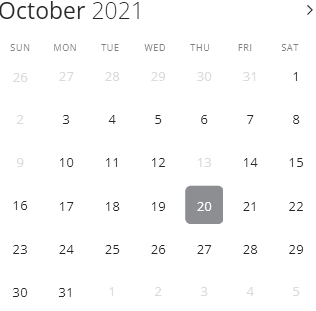 October 2021
SUN MON TUE WED THU FRI SAT
26 27 28 29 30 31 1
2 3 4 5 6 7 8
9 10 11 12 13 14 15
16 17 18 19 20 21 22
23 24 25 26 27 28 29
30 31 1 2 3 4 5